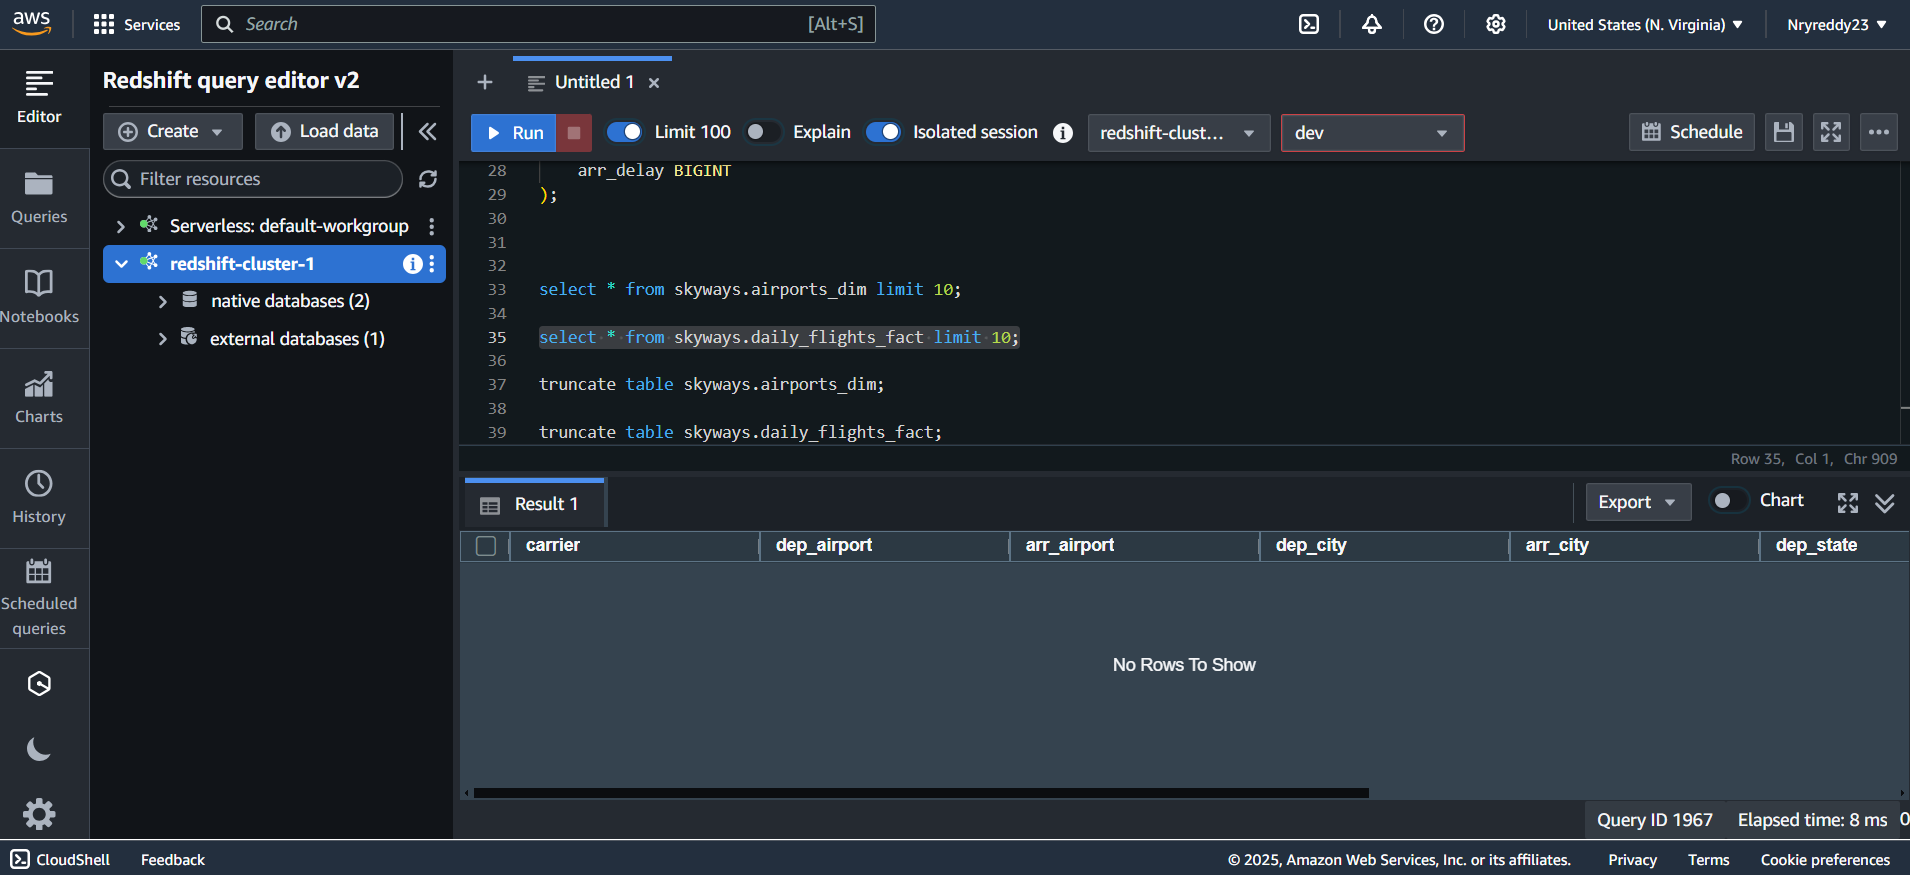 aws
Services
Search [Alt+S]
United States (N. Virginia)
Nryreddy23
Editor
Queries
Notebooks
Charts
History
Scheduled
queries
Redshift query editor v2
Create
Load data
Filter resources
Serverless: default-workgroup
redshift-cluster-1
native databases (2)
external databases (1)
Untitled 1
Run
Limit 100
Explain
Isolated session
redshift-clust...
dev
Schedule
28 arr_delay BIGINT
29 );
30
31
32
33 select * from skyways.airports_dim limit 10;
34
35 select * from skyways.daily_flights_fact limit 10;
36
37 truncate table skyways.airports_dim;
38
39 truncate table skyways.daily_flights_fact;
Row 35, Col 1, Chr 909
Result 1
Export
Chart
carrier dep_airport arr_airport dep_city arr_city dep_state
No Rows To Show
Query ID 1967 Elapsed time: 8 ms 0
CloudShell Feedback
© 2025, Amazon Web Services, Inc. or its affiliates. Privacy Terms Cookie preferences